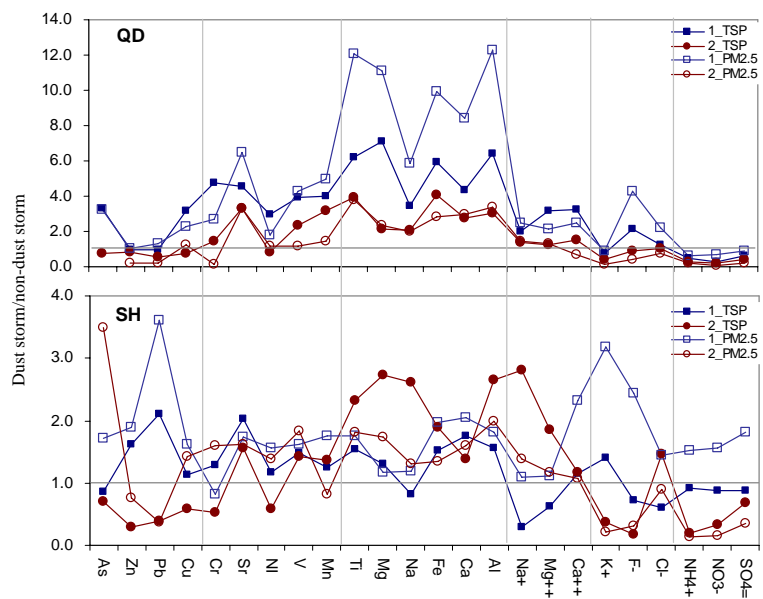 14.0
12.0
10.0
8.0
6.0
4.0
2.0
0.0
QD
1_TSP
2_TSP
1_PM2.5
2_PM2.5
Dust storm/non-dust storm
4.0
3.0
2.0
1.0
0.0
SH
1_TSP
2_TSP
1_PM2.5
2_PM2.5
As
Zn
Pb
Cu
Cr
Sr
NI
V
Mn
Ti
Mg
Na
Fe
Ca
Al
Na+
Mg++
Ca++
K+
F-
Cl-
NH4+
NO3-
SO4=